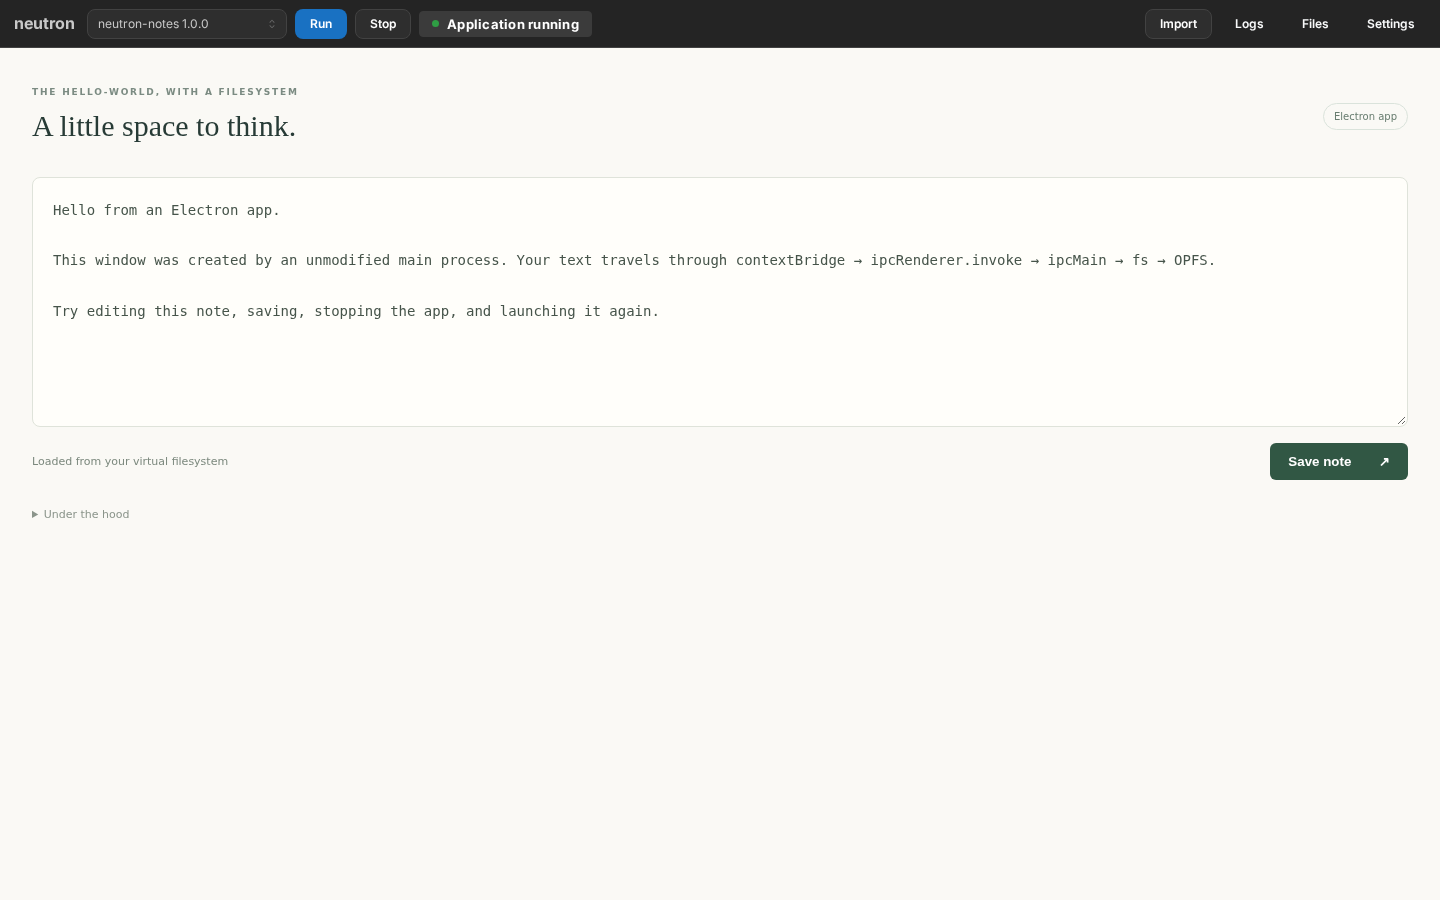 neutron neutron-notes 1.0.0 Run Stop Application running Import Logs Files Settings
THE HELLO-WORLD, WITH A FILESYSTEM
A little space to think.
Electron app
Hello from an Electron app.
This window was created by an unmodified main process. Your text travels through contextBridge → ipcRenderer.invoke → ipcMain → fs → OPFS.
Try editing this note, saving, stopping the app, and launching it again.
Loaded from your virtual filesystem
Save note ↗
Under the hood